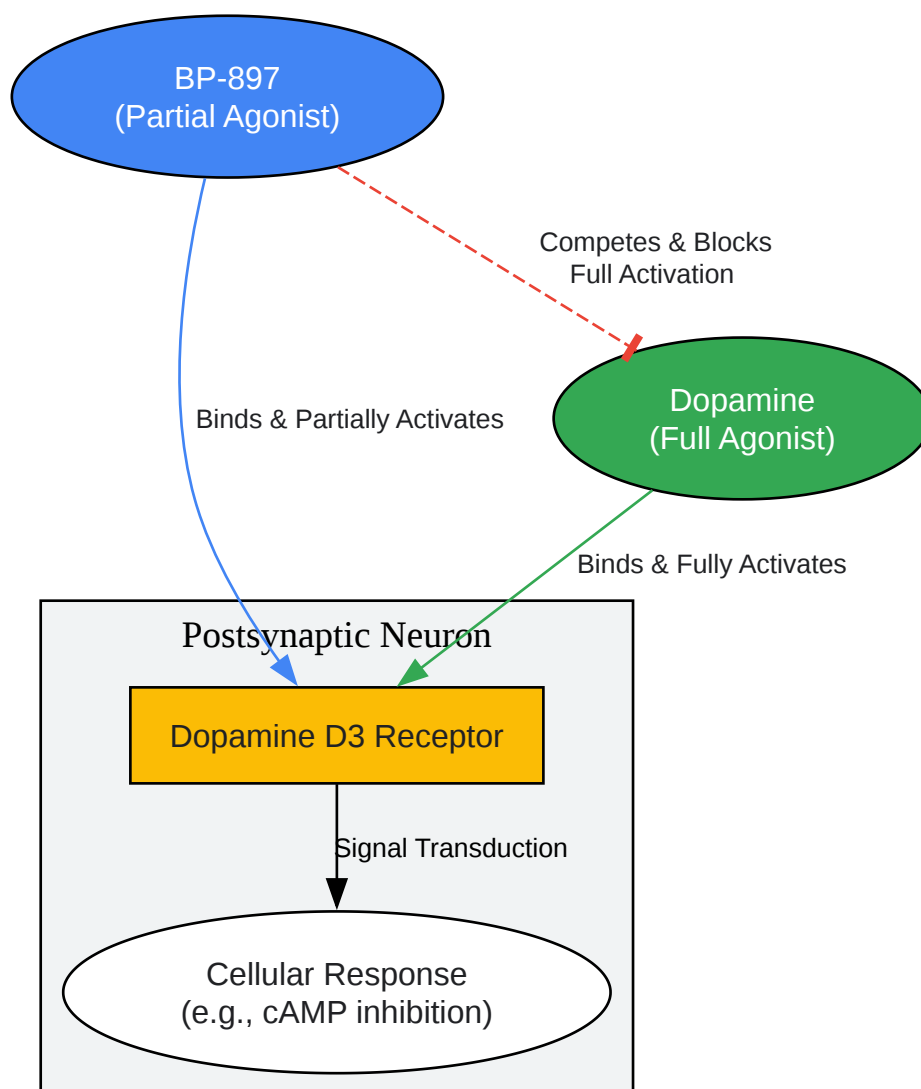 BP-897
(Partial Agonist)
Competes & Blocks
Full Activation
Dopamine
(Full Agonist)
Binds & Partially Activates
Binds & Fully Activates
Postsynaptic Neuron
Dopamine D3 Receptor
Signal Transduction
Cellular Response
(e.g., cAMP inhibition)